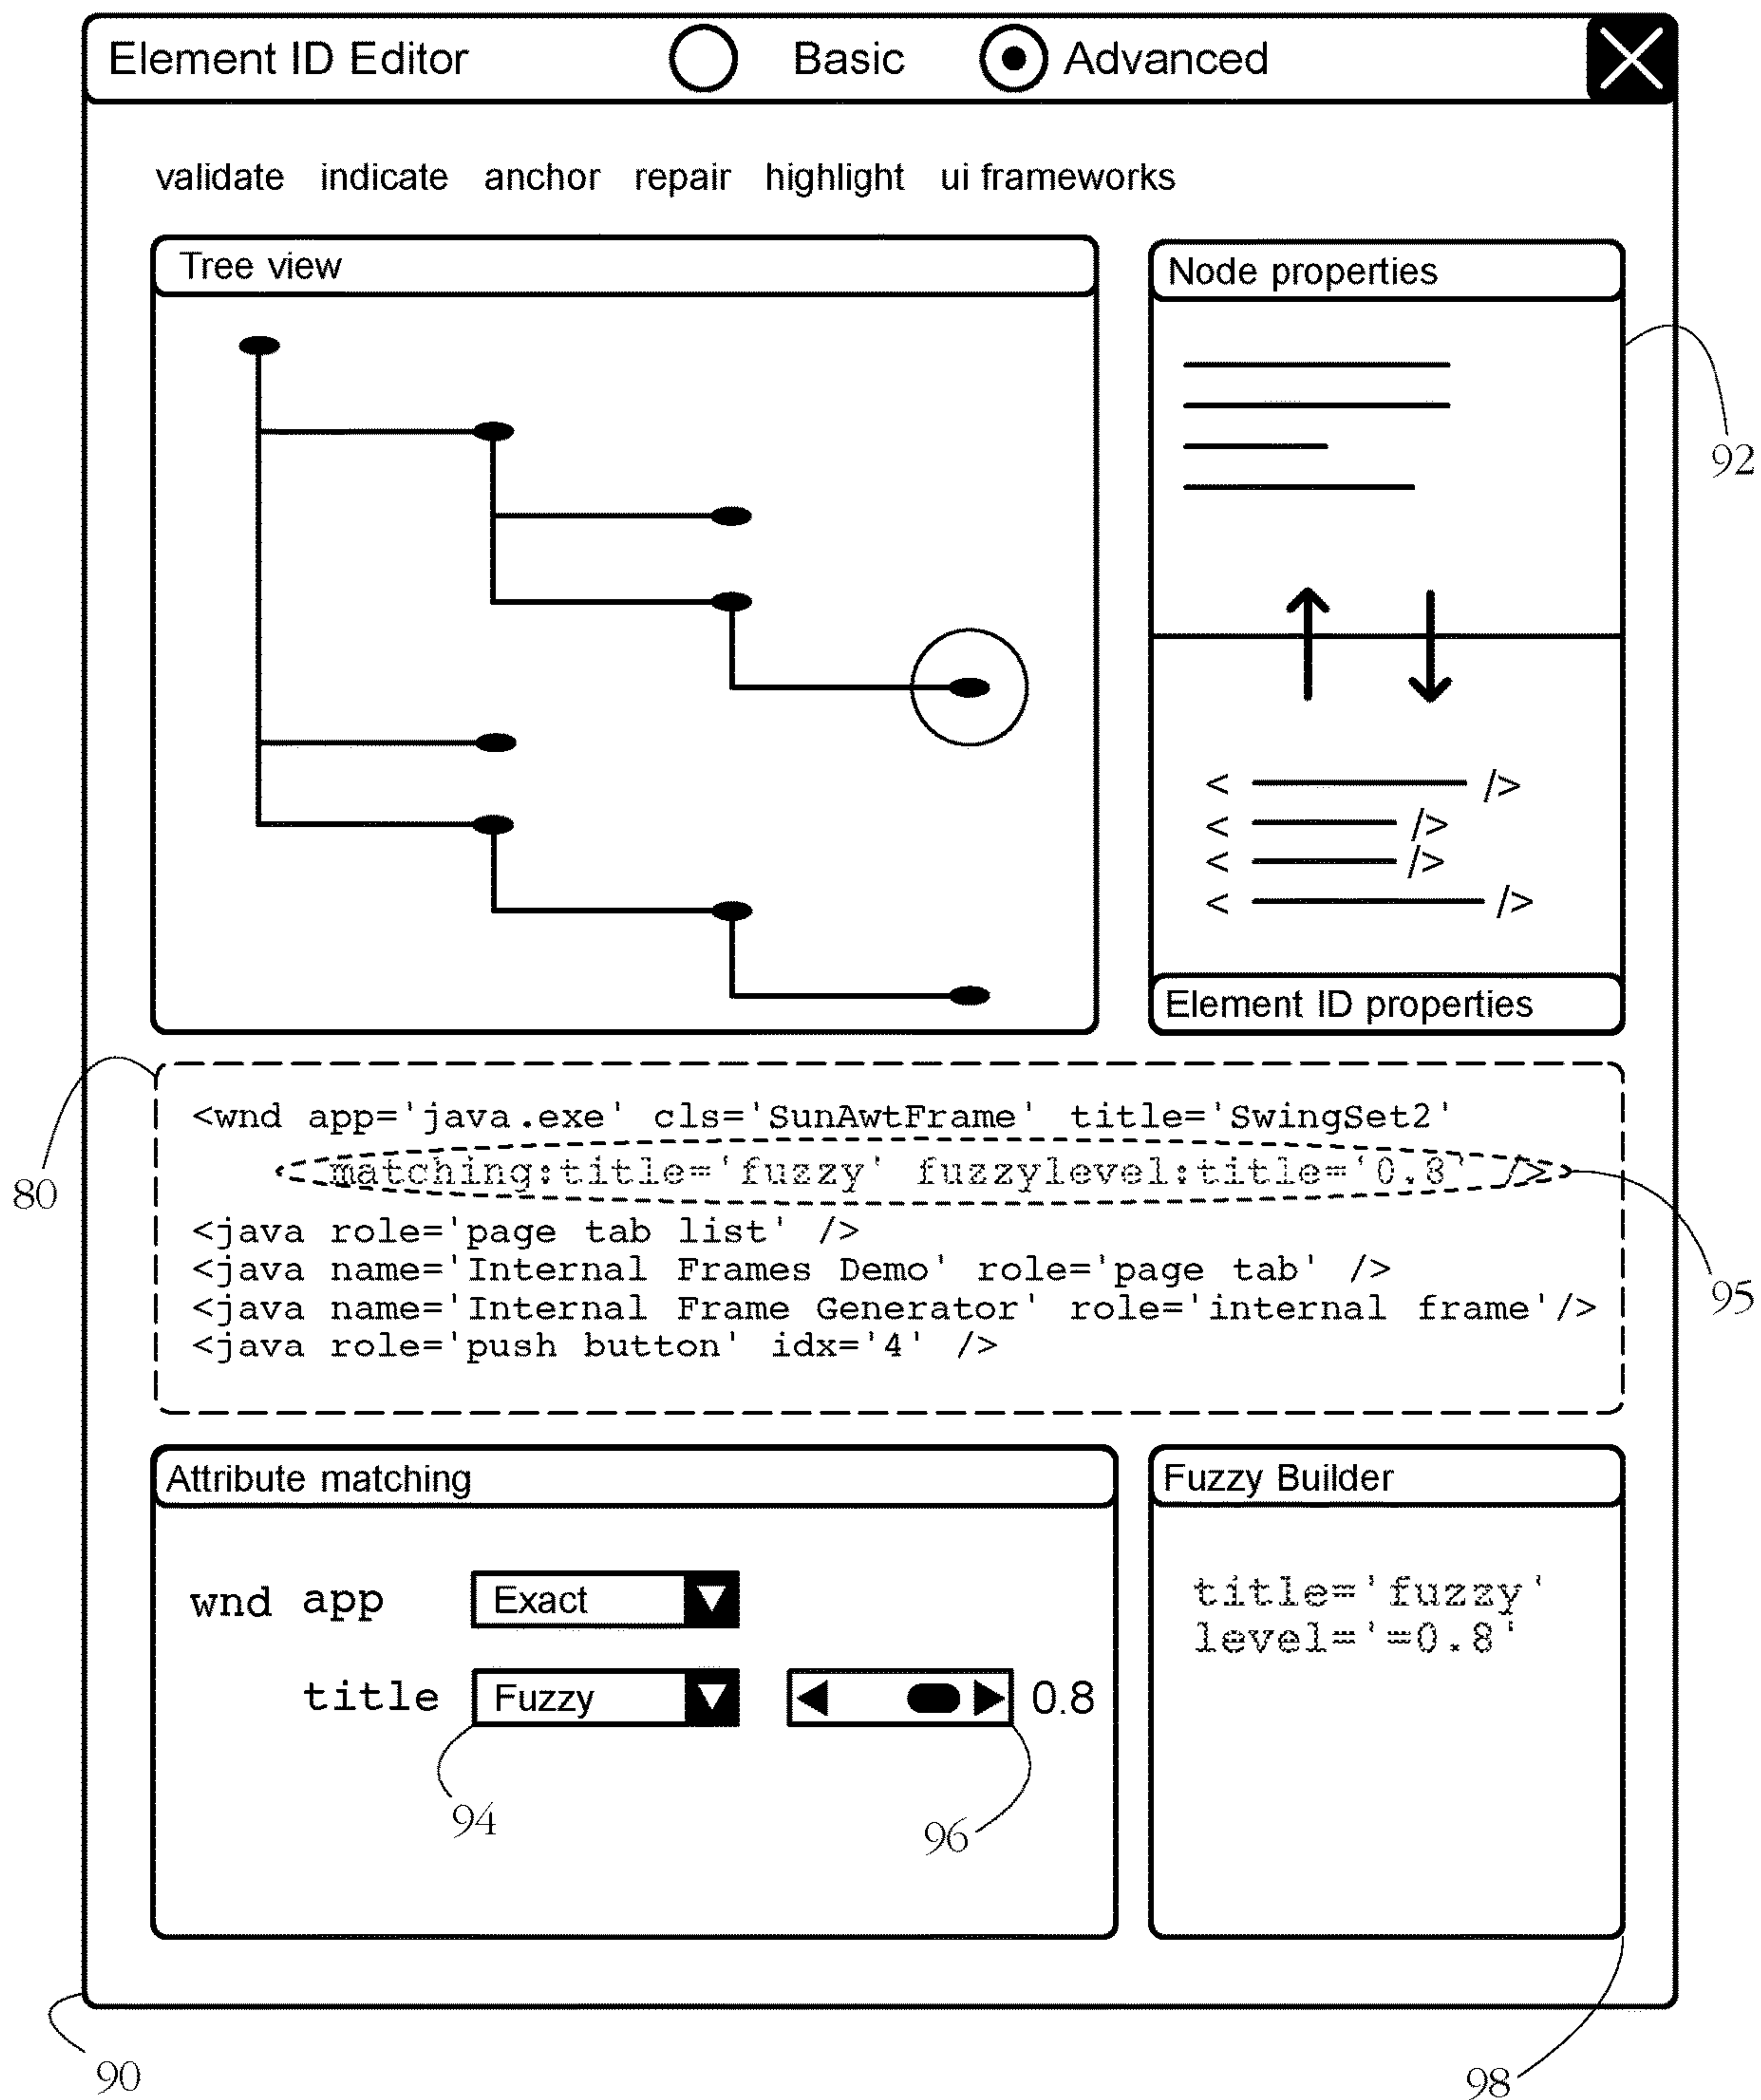 Element ID Editor Basic Advanced
validate indicate anchor repair highlight ui frameworks
Tree view
Node properties
92
< />
< />
< />
< />
Element ID properties
80
<wnd app='java.exe' cls='SunAwtFrame' title='SwingSet2'
matching:title='fuzzy' fuzzylevel:title='0.8' />
<java role='page tab list' />
<java name='Internal Frames Demo' role='page tab' />
<java name='Internal Frame Generator' role='internal frame'/>
<java role='push button' idx='4' />
95
Attribute matching
wnd app Exact
title Fuzzy 0.8
94
96
Fuzzy Builder
title='fuzzy'
level='=0.8'
90
98